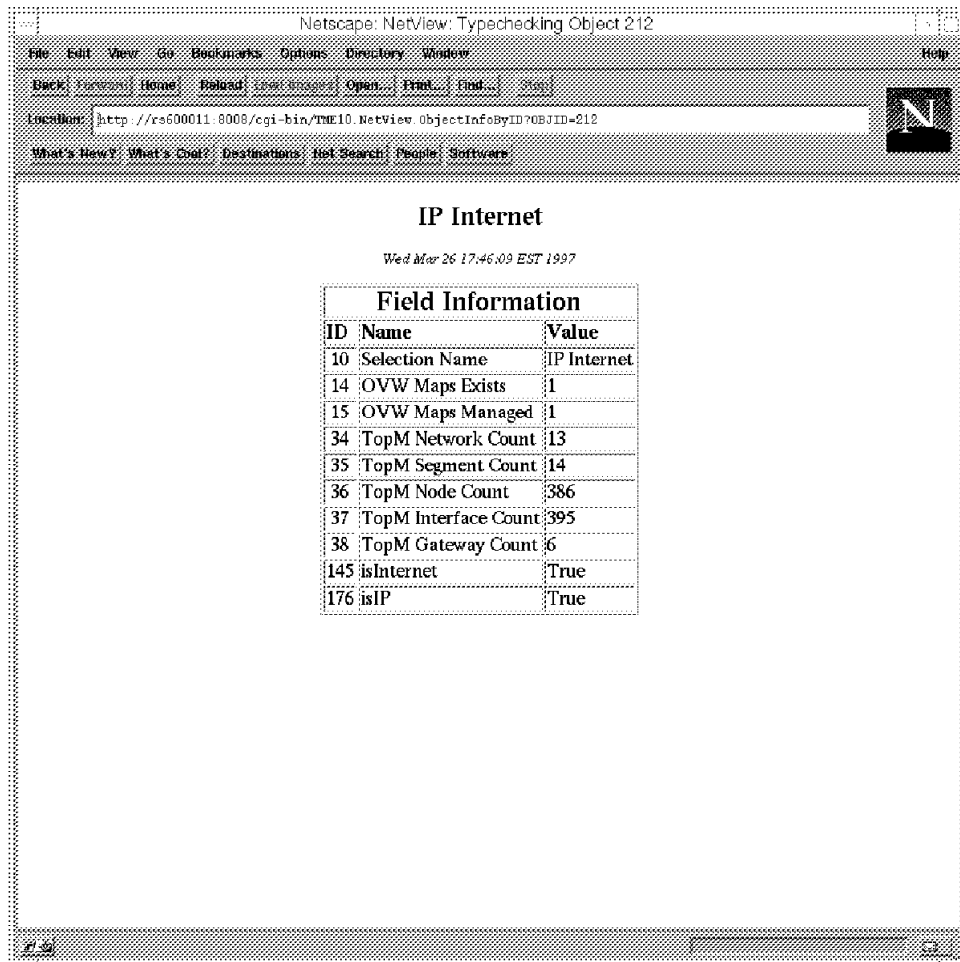 Netscape: NetView: Typechecking Object 212
File Edit View Go Bookmarks Options Directory Window Help
Back Forward Home Reload Load Images Open... Print... Find... Stop
Location: http://rs600011:8008/cgi-bin/TME10.NetView.ObjectInfoByID?OBJID=212
N
What's New? What's Cool? Destinations Net Search People Software
IP Internet
Wed Mar 26 17:46:09 EST 1997
Field Information
ID Name Value
10 Selection Name IP Internet
14 OVW Maps Exists 1
15 OVW Maps Managed 1
34 TopM Network Count 13
35 TopM Segment Count 14
36 TopM Node Count 386
37 TopM Interface Count 395
38 TopM Gateway Count 6
145 isInternet True
176 isIP True